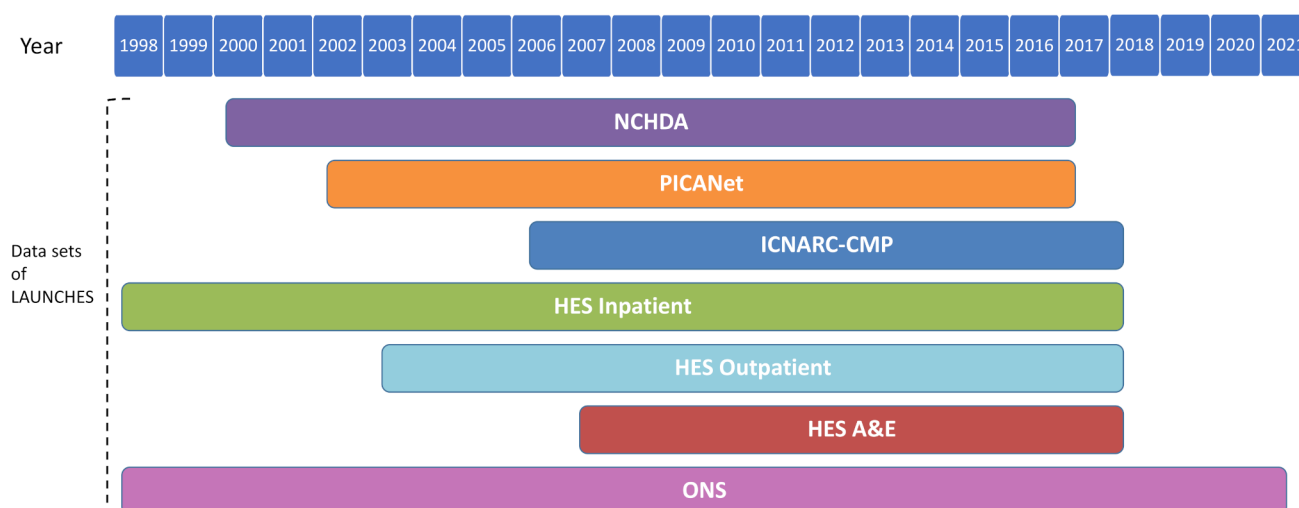 Year 1998 1999 2000 2001 2002 2003 2004 2005 2006 2007 2008 2009 2010 2011 2012 2013 2014 2015 2016 2017 2018 2019 2020 2021
NCHDA
PICANet
ICNARC-CMP
Data sets
of
LAUNCHES
HES Inpatient
HES Outpatient
HES A&E
ONS